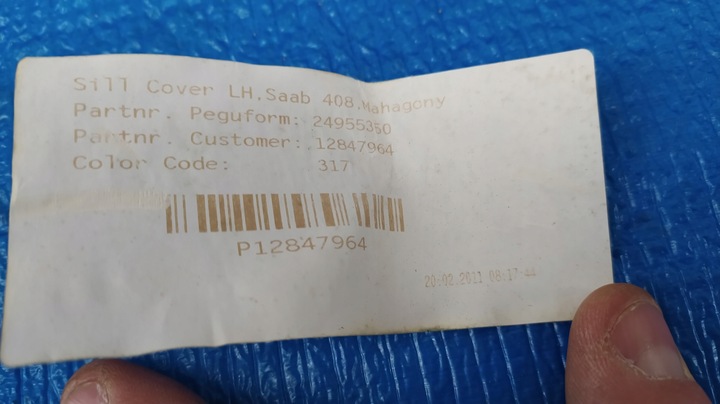 Sill Cover LH.Saab 408.Mahagony
Partnr. Peguform: 24955350
Partnr. Customer: 12847964
Color Code: 317
P12847964
20.02.2011 08:17:44